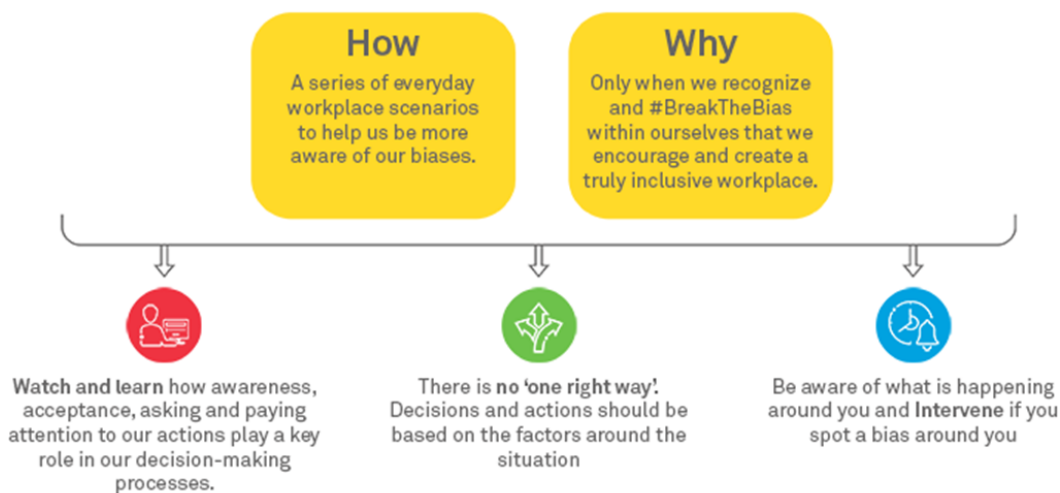 How
A series of everyday
workplace scenarios
to help us be more
aware of our biases.
Why
Only when we recognize
and #BreakTheBias
within ourselves that we
encourage and create a
truly inclusive workplace.
Watch and learn how awareness,
acceptance, asking and paying
attention to our actions play a key
role in our decision-making
processes.
There is no ‘one right way’.
Decisions and actions should be
based on the factors around the
situation
Be aware of what is happening
around you and Intervene if you
spot a bias around you